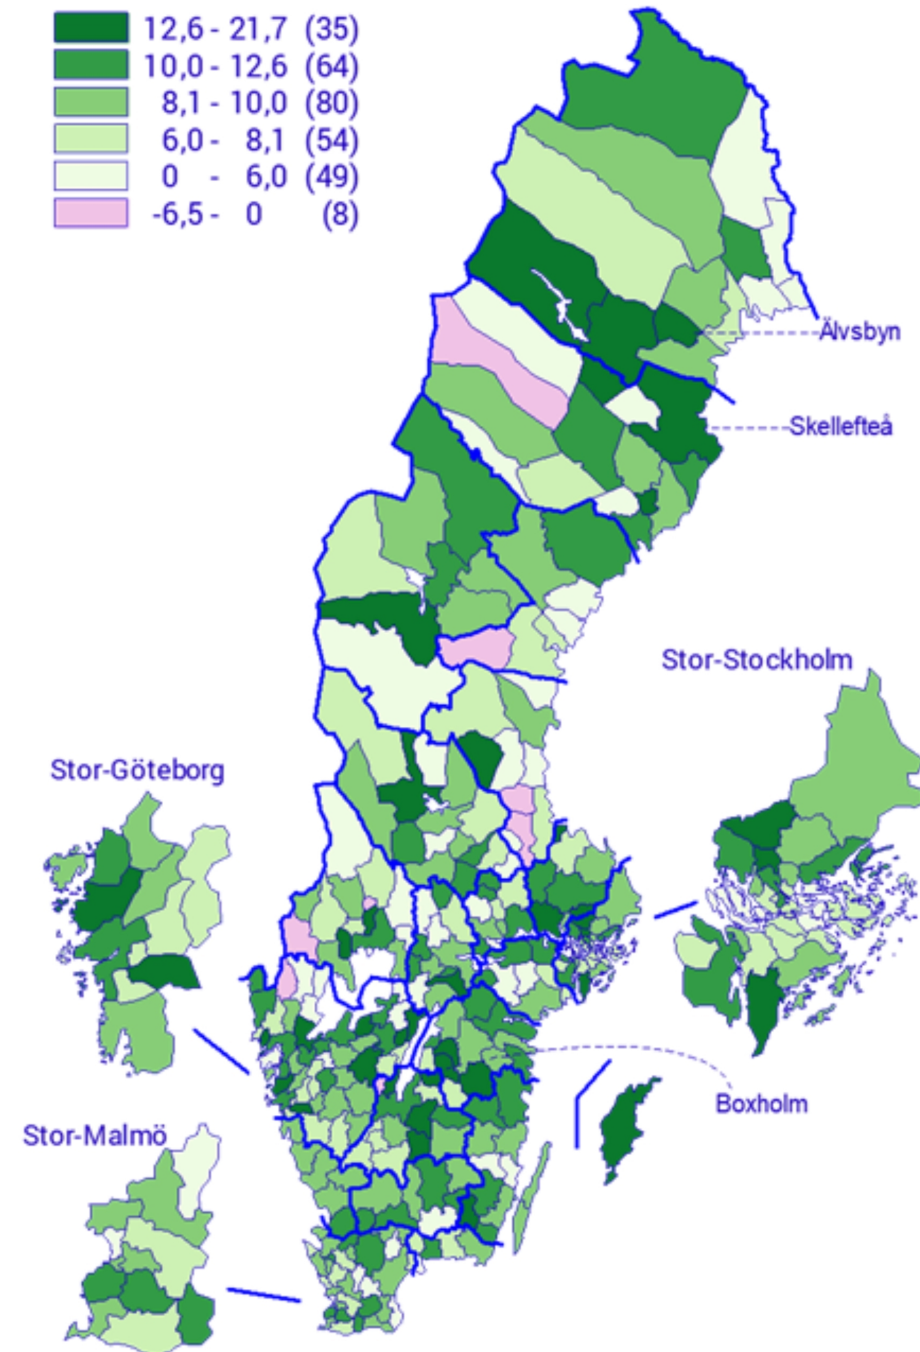 12,6 - 21,7 (35)
10,0 - 12,6 (64)
8,1 - 10,0 (80)
6,0 - 8,1 (54)
0 - 6,0 (49)
-6,5 - 0 (8)
Älvsbyn
Skellefteå
Stor-Stockholm
Stor-Göteborg
Boxholm
Stor-Malmö